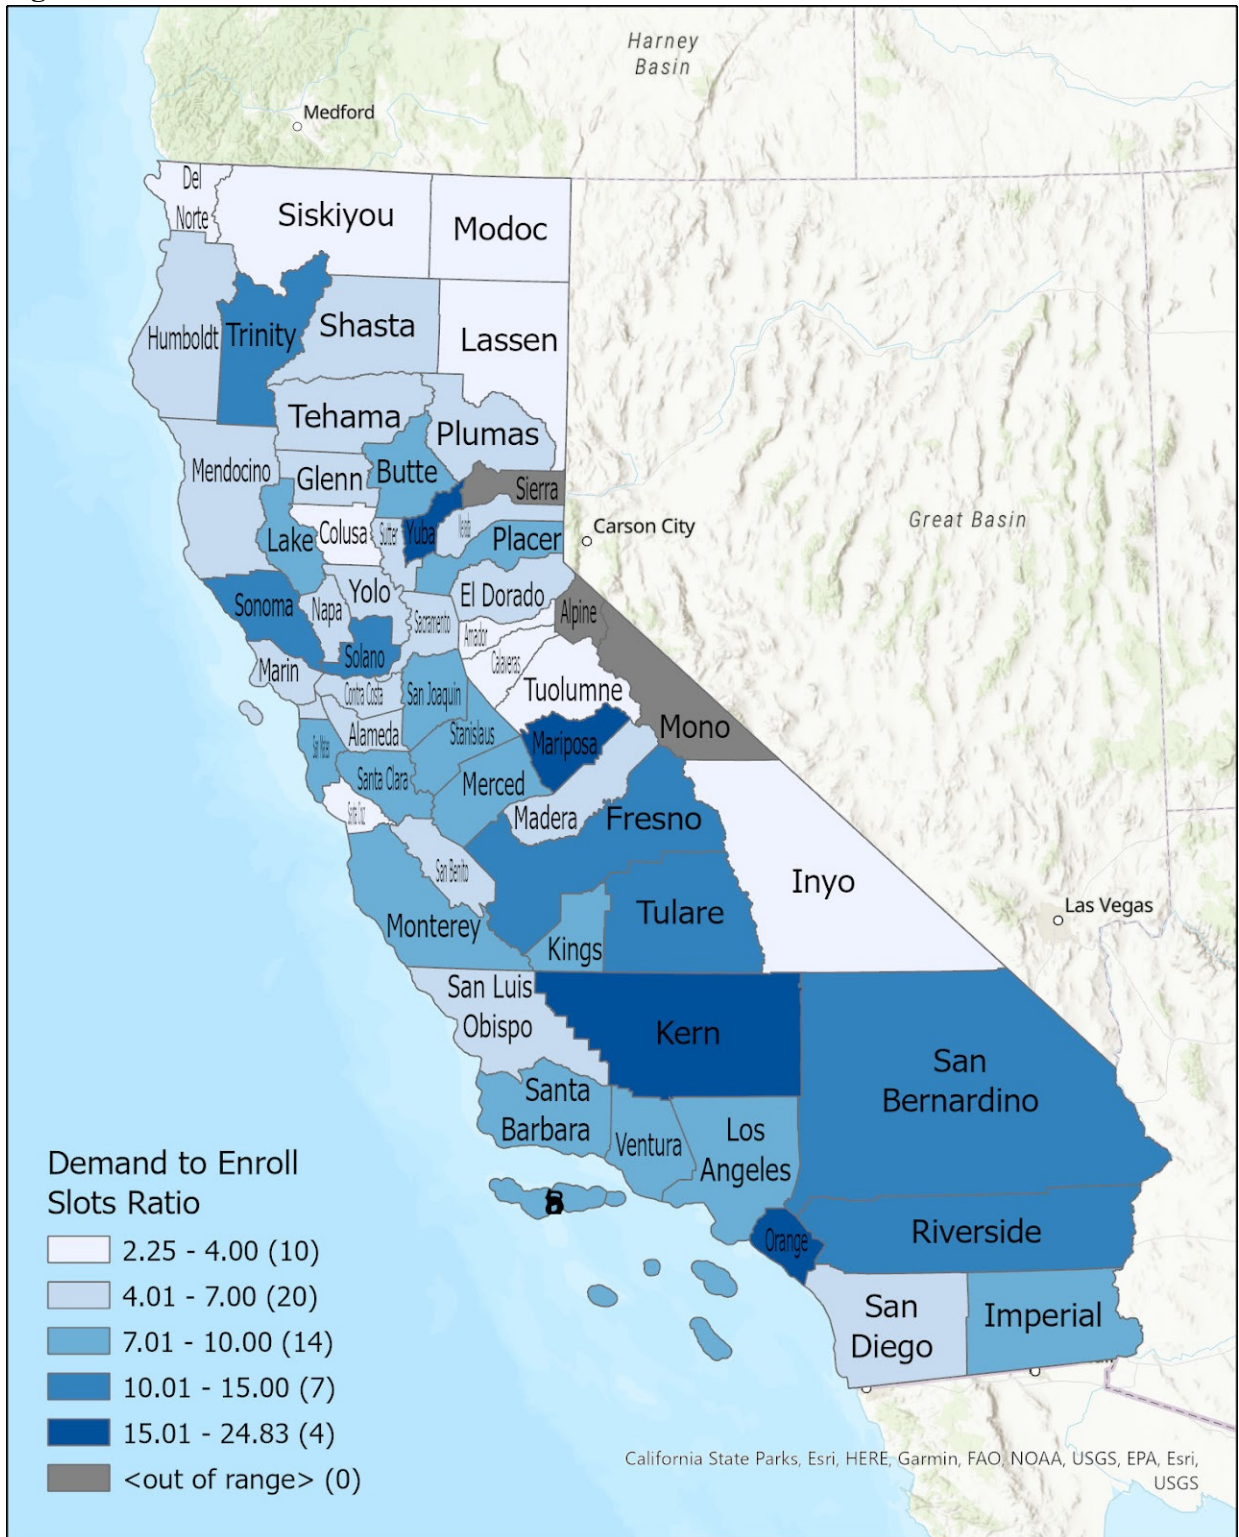 Harney
Basin
Medford
Del
Norte
Siskiyou
Modoc
Humboldt
Trinity
Shasta
Lassen
Tehama
Plumas
Mendocino
Glenn
Butte
Sierra
Colusa
Sutter
Yuba
Nevada
Lake
Placer
Carson City
Great Basin
Sonoma
Napa
Yolo
El Dorado
Sacramento
Alpine
Amador
Solano
Marin
Calaveras
Contra Costa
San Joaquin
Tuolumne
Mono
Alameda
Stanislaus
Mariposa
San Mateo
Santa Clara
Merced
Santa Cruz
Madera
Fresno
San Benito
Inyo
Monterey
Kings
Tulare
Las Vegas
San Luis
Obispo
Kern
San
Bernardino
Santa
Barbara
Ventura
Los
Angeles
Orange
Riverside
San
Diego
Imperial
Demand to Enroll
Slots Ratio
2.25 - 4.00 (10)
4.01 - 7.00 (20)
7.01 - 10.00 (14)
10.01 - 15.00 (7)
15.01 - 24.83 (4)
<out of range> (0)
California State Parks, Esri, HERE, Garmin, FAO, NOAA, USGS, EPA, Esri,
USGS